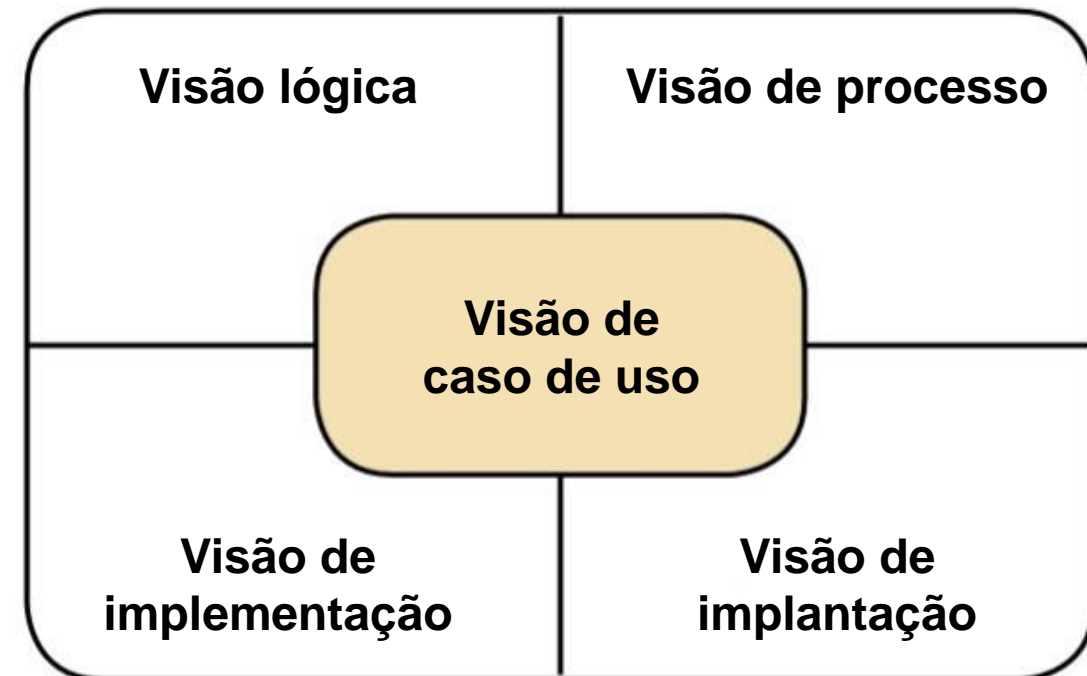 Visão lógica
Visão de processo
Visão de
caso de uso
Visão de
implementação
Visão de
implantação